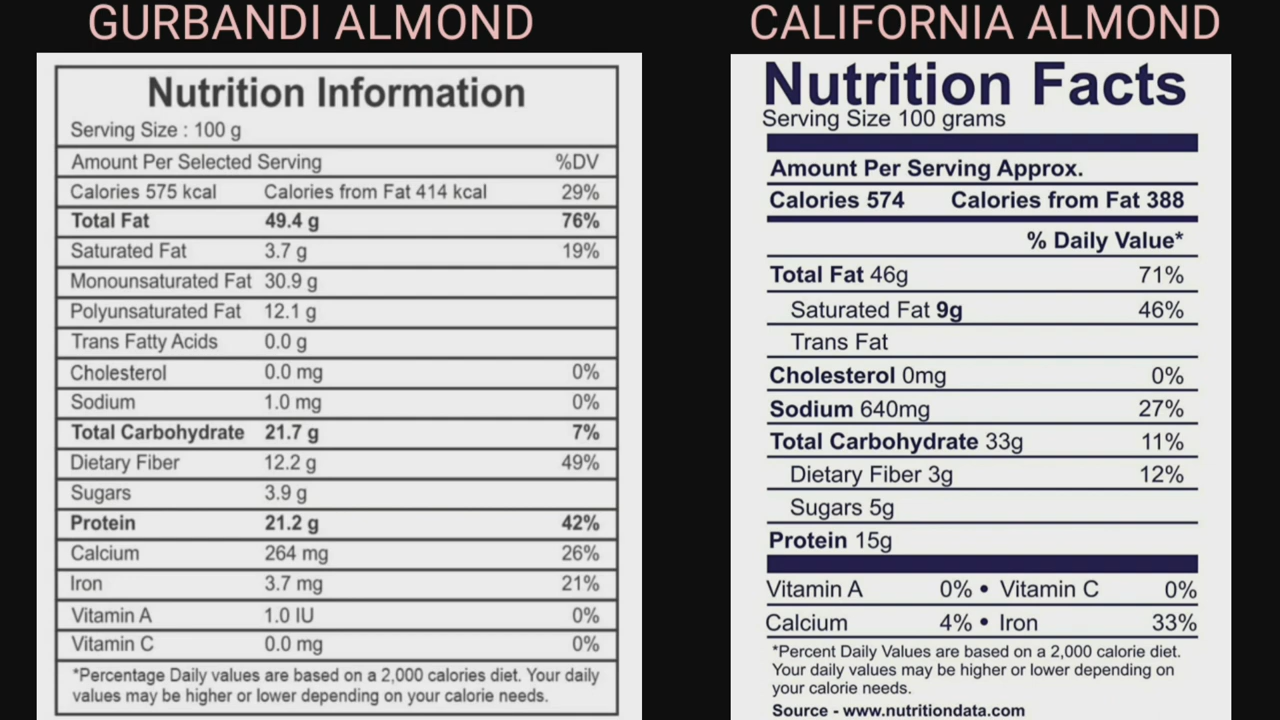 GURBANDI ALMOND
Nutrition Information
Serving Size : 100 g
Amount Per Selected Serving %DV
Calories 575 kcal Calories from Fat 414 kcal 29%
Total Fat 49.4 g 76%
Saturated Fat 3.7 g 19%
Monounsaturated Fat 30.9 g
Polyunsaturated Fat 12.1 g
Trans Fatty Acids 0.0 g
Cholesterol 0.0 mg 0%
Sodium 1.0 mg 0%
Total Carbohydrate 21.7 g 7%
Dietary Fiber 12.2 g 49%
Sugars 3.9 g
Protein 21.2 g 42%
Calcium 264 mg 26%
Iron 3.7 mg 21%
Vitamin A 1.0 IU 0%
Vitamin C 0.0 mg 0%
*Percentage Daily values are based on a 2,000 calories diet. Your daily
values may be higher or lower depending on your calorie needs.
CALIFORNIA ALMOND
Nutrition Facts
Serving Size 100 grams
Amount Per Serving Approx.
Calories 574 Calories from Fat 388
% Daily Value*
Total Fat 46g 71%
Saturated Fat 9g 46%
Trans Fat
Cholesterol 0mg 0%
Sodium 640mg 27%
Total Carbohydrate 33g 11%
Dietary Fiber 3g 12%
Sugars 5g
Protein 15g
Vitamin A 0% • Vitamin C 0%
Calcium 4% • Iron 33%
*Percent Daily Values are based on a 2,000 calorie diet.
Your daily values may be higher or lower depending on
your calorie needs.
Source - www.nutritiondata.com